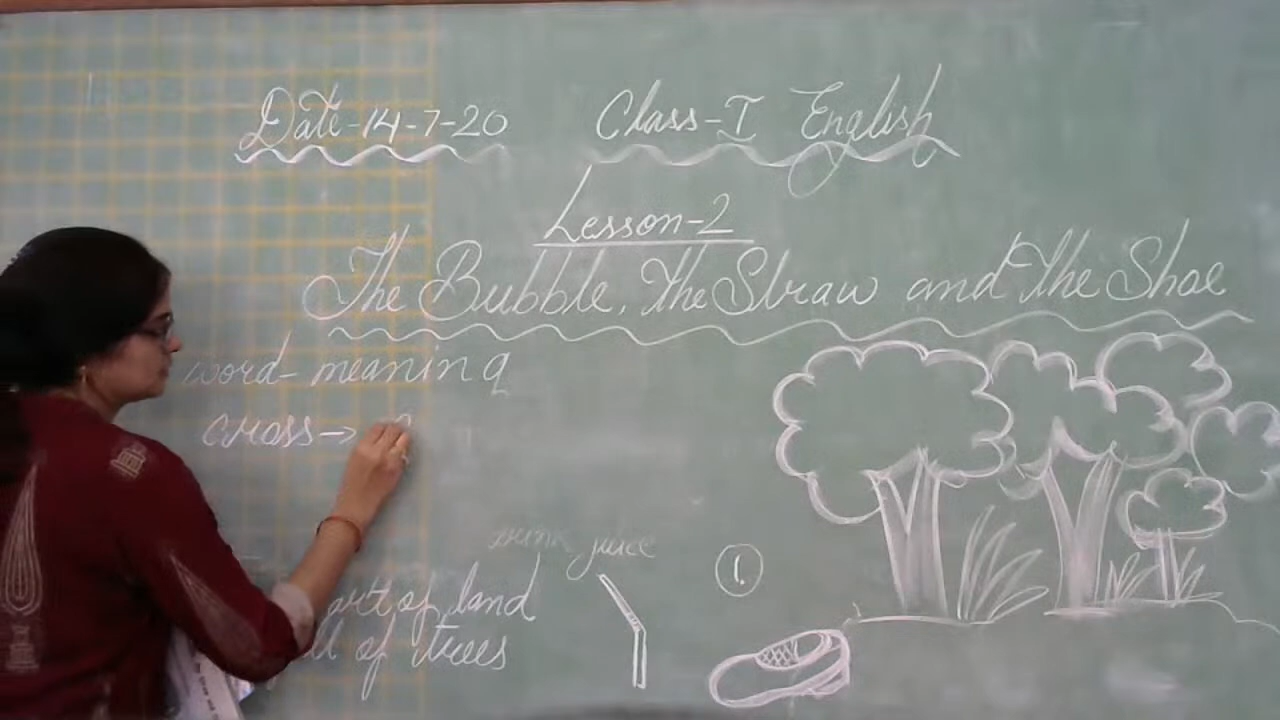 Date-14-7-20 Class-I English
Lesson-2
The Bubble, the Straw and the Shoe
word-meaning
cross→
juice
①.
art of land
ll of trees